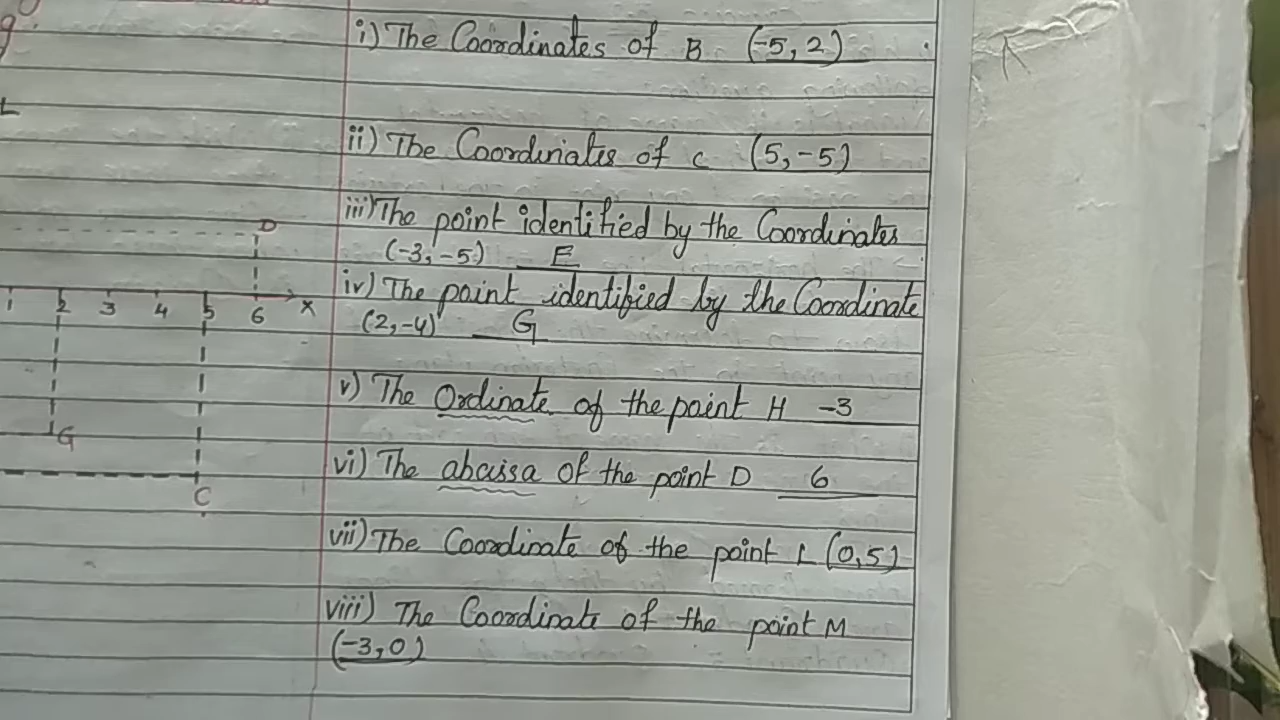 i) The Coordinates of B (-5, 2)
ii) The Coordinates of C (5, -5)
iii) The point identified by the Coordinates
(-3, -5) E
iv) The point identified by the Coordinate
(2, -4) G
v) The Ordinate of the point H -3
vi) The abcissa of the point D 6
vii) The Coordinate of the point L (0, 5)
viii) The Coordinate of the point M
(-3, 0)
L
D
1 2 3 4 5 6 X
G
C